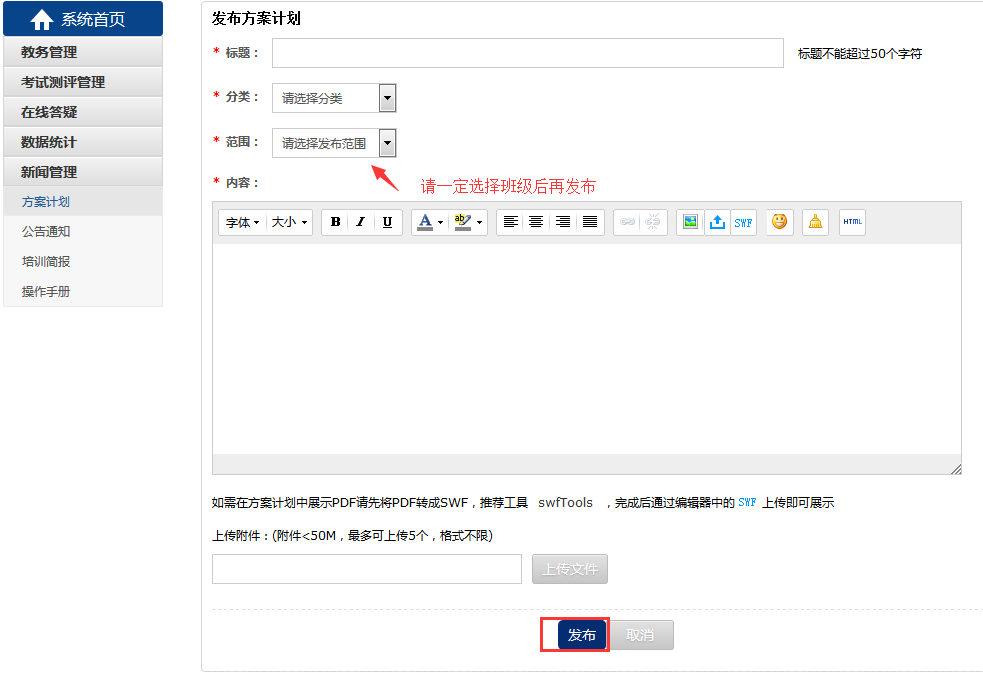 系统首页
教务管理
考试测评管理
在线答疑
数据统计
新闻管理
方案计划
公告通知
培训简报
操作手册
发布方案计划
* 标题： 标题不能超过50个字符
* 分类： 请选择分类
* 范围： 请选择发布范围
* 内容： 请一定选择班级后再发布
字体 大小 B I U A ab SWF HTML
如需在方案计划中展示PDF请先将PDF转成SWF，推荐工具 swfTools ，完成后通过编辑器中的 SWF 上传即可展示
上传附件：(附件<50M，最多可上传5个，格式不限)
上传文件
发布 取消